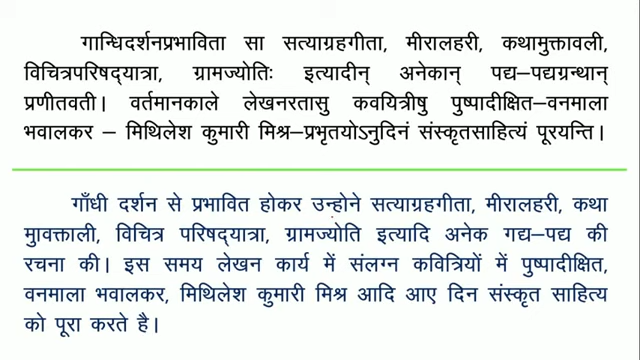 गान्धिदर्शनप्रभाविता सा सत्याग्रहगीता, मीरालहरी, कथामुक्तावली,
विचित्रपरिषद्यात्रा, ग्रामज्योतिः इत्यादीन् अनेकान् पद्य–पद्यग्रन्थान्
प्रणीतवती। वर्तमानकाले लेखनरतासु कवयित्रीषु पुष्पादीक्षित–वनमाला
भवालकर – मिथिलेश कुमारी मिश्र–प्रभृतयोऽनुदिनं संस्कृतसाहित्यं पूरयन्ति।
गाँधी दर्शन से प्रभावित होकर उन्होने सत्याग्रहगीता, मीरालहरी, कथा
मुावक्ताली, विचित्र परिषद्यात्रा, ग्रामज्योति इत्यादि अनेक गद्य–पद्य की
रचना की। इस समय लेखन कार्य में संलग्न कवित्रियों में पुष्पादीक्षित,
वनमाला भवालकर, मिथिलेश कुमारी मिश्र आदि आए दिन संस्कृत साहित्य
को पूरा करते है।